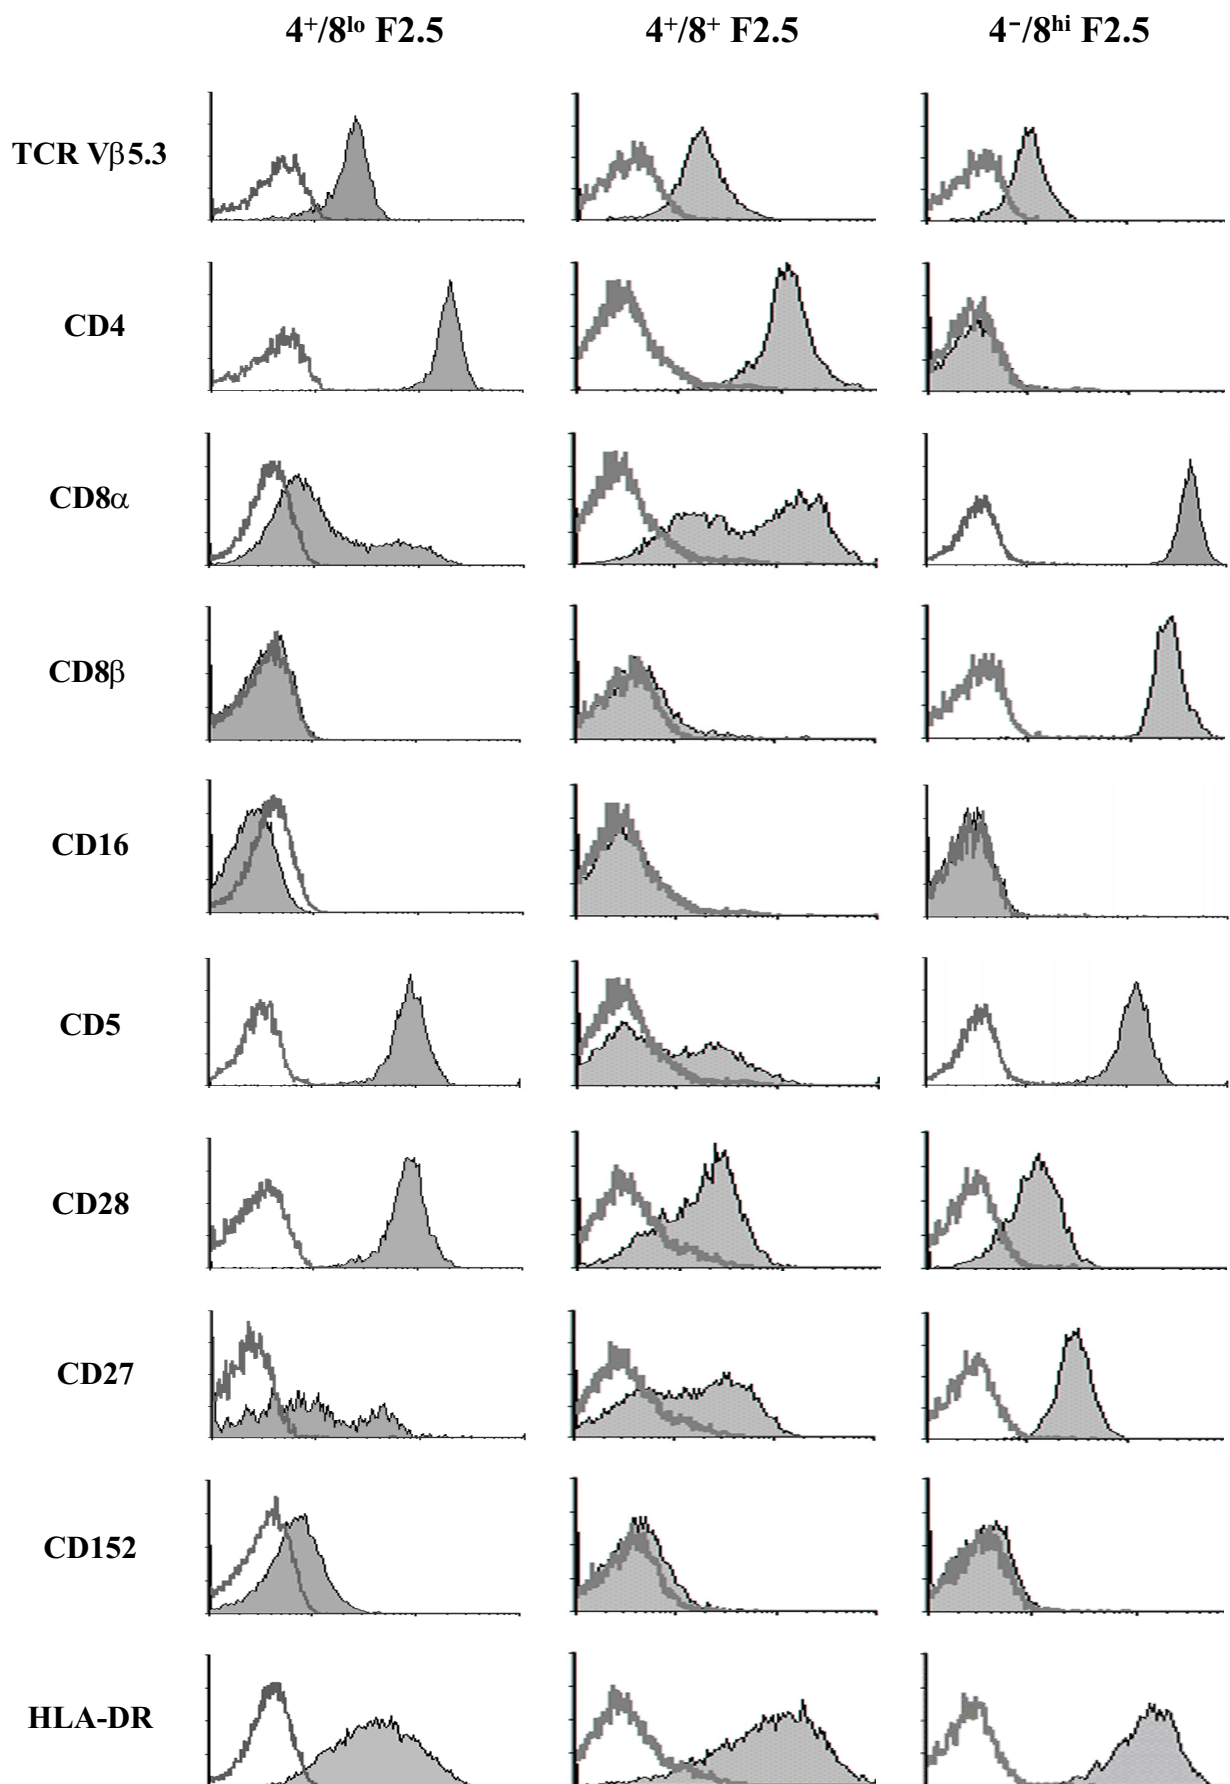 4⁺/8ˡᵒ F2.5 4⁺/8⁺ F2.5 4⁻/8ʰⁱ F2.5
TCR Vβ5.3
CD4
CD8α
CD8β
CD16
CD5
CD28
CD27
CD152
HLA-DR